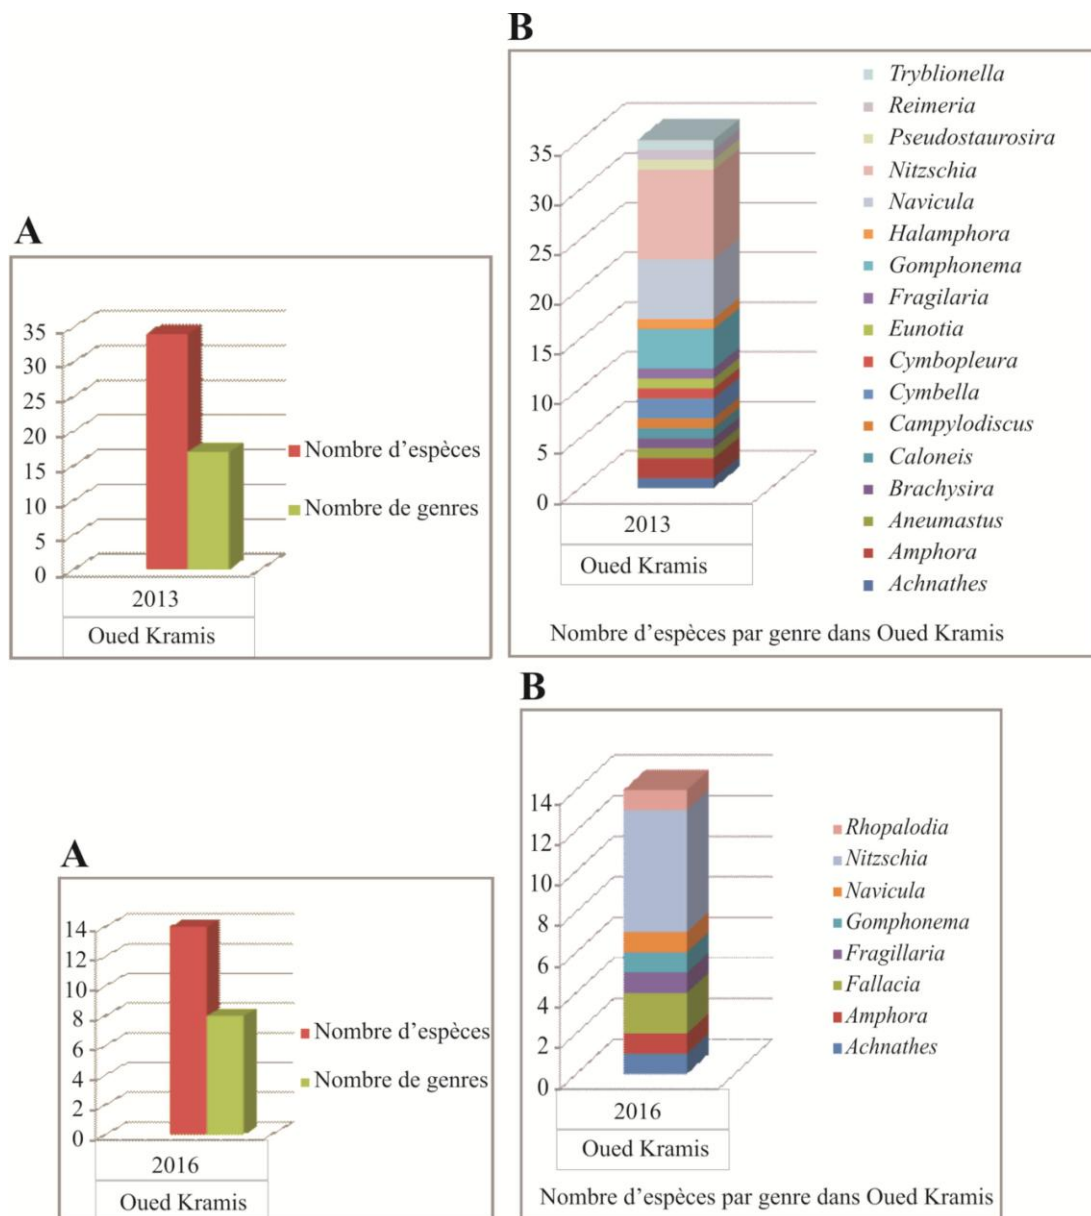 A
35
30
25
20
15
10
5
0
Nombre d'espèces
Nombre de genres
2013
Oued Kramis
B
35
30
25
20
15
10
5
0
2013
Oued Kramis
Tryblionella
Reimeria
Pseudostaurosira
Nitzschia
Navicula
Halamphora
Gomphonema
Fragilaria
Eunotia
Cymbopleura
Cymbella
Campylodiscus
Caloneis
Brachysira
Aneumastus
Amphora
Achnathes
Nombre d'espèces par genre dans Oued Kramis
A
14
12
10
8
6
4
2
0
Nombre d'espèces
Nombre de genres
2016
Oued Kramis
B
14
12
10
8
6
4
2
0
2016
Oued Kramis
Rhopalodia
Nitzschia
Navicula
Gomphonema
Fragillaria
Fallacia
Amphora
Achnathes
Nombre d'espèces par genre dans Oued Kramis